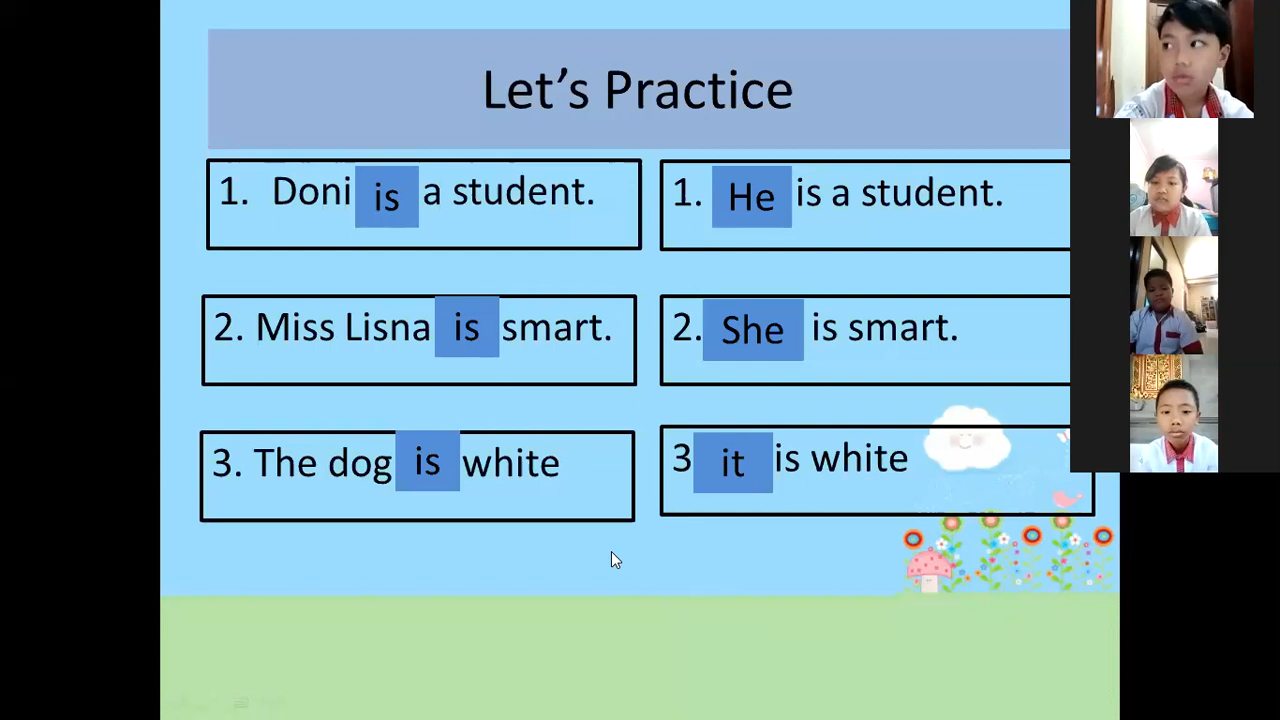 Let's Practice
1. Doni is a student.
1. He is a student.
2. Miss Lisna is smart.
2. She is smart.
3. The dog is white
3 it is white